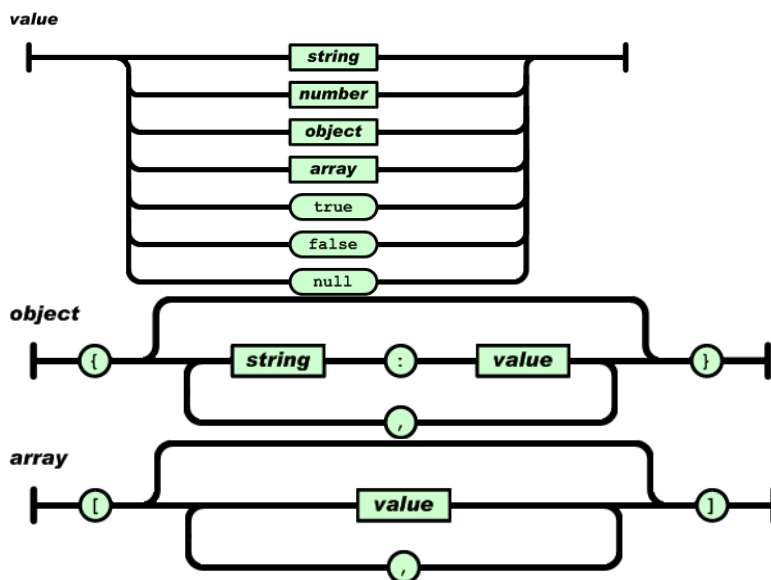 value
string
number
object
array
true
false
null
object
{ string : value }
,
array
[ value ]
,